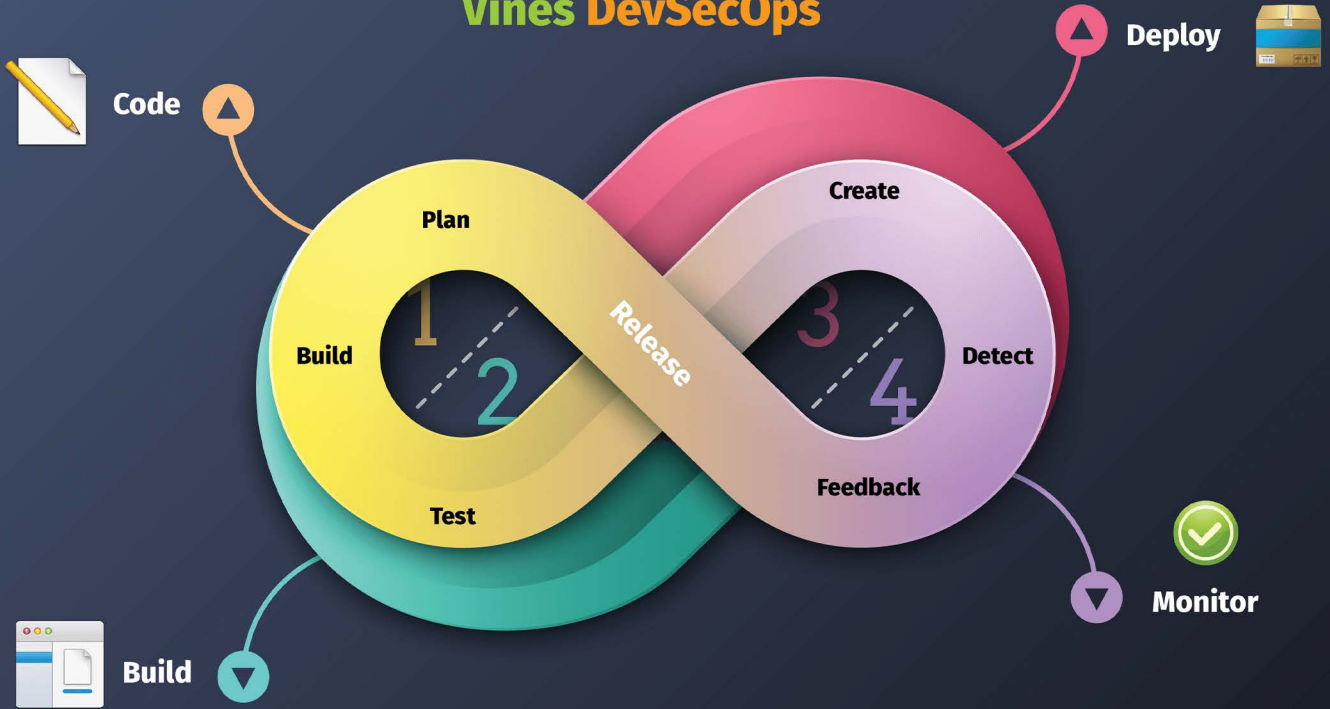 Vines DevSecOps
Code
Deploy
Plan
Create
1
2
3
4
Release
Build
Detect
Test
Feedback
Build
Monitor